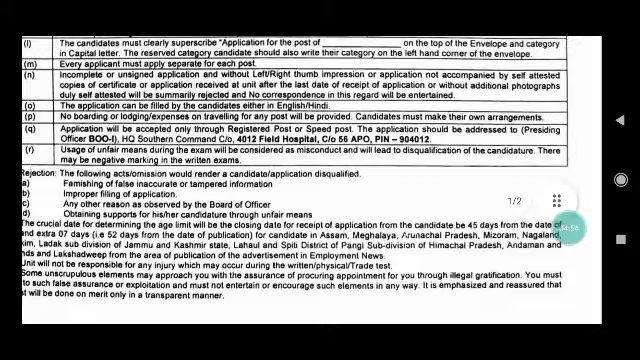 (l) The candidates must clearly superscribe "Application for the post of ____________ on the top of the Envelope and category
in Capital letter. The reserved category candidate should also write their category on the left hand corner of the envelope.
(m) Every applicant must apply separate for each post.
(n) Incomplete or unsigned application and without Left/Right thumb impression or application not accompanied by self attested
copies of certificate or application received at unit after the last date of receipt of application or without additional photographs
duly self attested will be summarily rejected and No correspondence in this regard will be entertained.
(o) The application can be filled by the candidates either in English/Hindi.
(p) No boarding or lodging/expenses on travelling for any post will be provided. Candidates must make their own arrangements.
(q) Application will be accepted only through Registered Post or Speed post. The application should be addressed to (Presiding
Officer BOO-I), HQ Southern Command C/o, 4012 Field Hospital, C/o 56 APO, PIN – 904012.
(r) Usage of unfair means during the exam will be considered as misconduct and will lead to disqualification of the candidature. There
may be negative marking in the written exams.
Rejection: The following acts/omission would render a candidate/application disqualified.
a) Famishing of false inaccurate or tampered information
b) Improper filling of application.
c) Any other reason as observed by the Board of Officer
d) Obtaining supports for his/her candidature through unfair means
1/2
The crucial date for determining the age limit will be the closing date for receipt of application from the candidate be 45 days from the date of
and extra 07 days (i.e 52 days from the date of publication) for candidate in Assam, Meghalaya, Arunachal Pradesh, Mizoram, Nagaland,
kim, Ladak sub division of Jammu and Kashmir state, Lahaul and Spiti District of Pangi Sub-division of Himachal Pradesh, Andaman and
nds and Lakshadweep from the area of publication of the advertisement in Employment News.
54:54
Unit will not be responsible for any injury which may occur during the written/physical/Trade test.
Some unscrupulous elements may approach you with the assurance of procuring appointment for you through illegal gratification. You must
to such false assurance or exploitation and must not entertain or encourage such elements in any way. It is emphasized and reassured that
t will be done on merit only in a transparent manner.